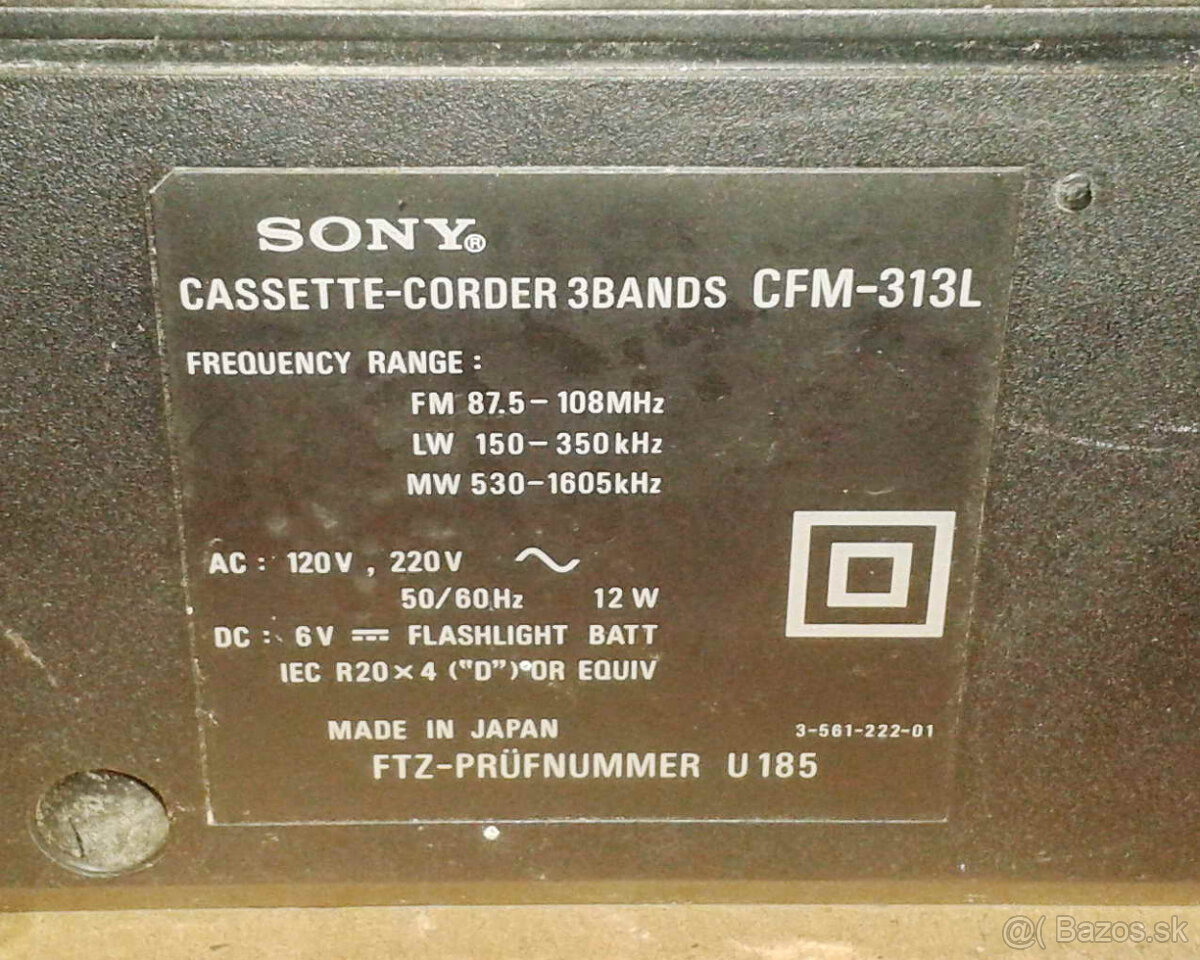 SONY®
CASSETTE-CORDER 3BANDS CFM-313L
FREQUENCY RANGE :
FM 87.5 – 108MHz
LW 150 – 350kHz
MW 530 – 1605kHz
AC : 120V , 220V ∼
50/60 Hz 12 W
DC : 6V ⎓ FLASHLIGHT BATT
IEC R20 × 4 ("D") OR EQUIV
MADE IN JAPAN 3-561-222-01
FTZ-PRÜFNUMMER U 185
@( Bazos.sk